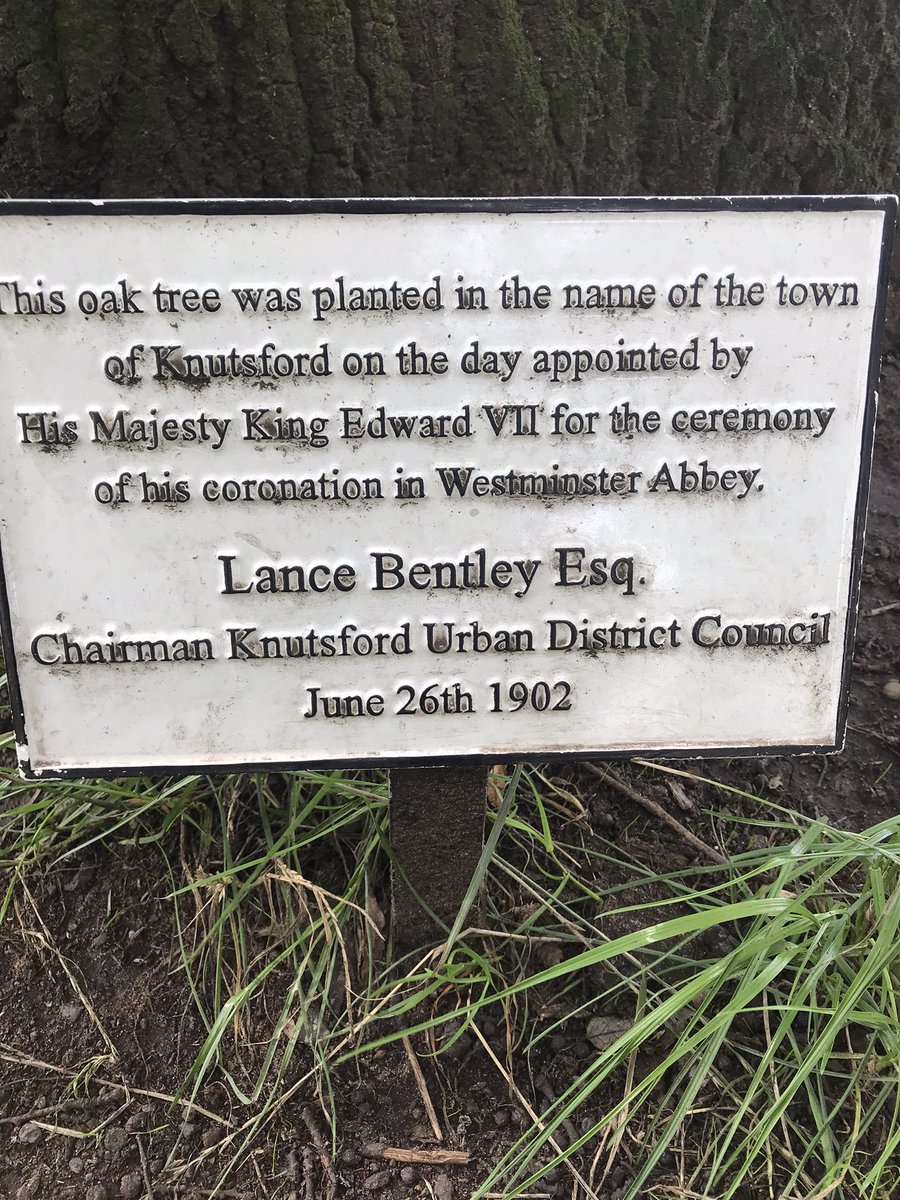 This oak tree was planted in the name of the town
of Knutsford on the day appointed by
His Majesty King Edward VII for the ceremony
of his coronation in Westminster Abbey.
Lance Bentley Esq.
Chairman Knutsford Urban District Council
June 26th 1902